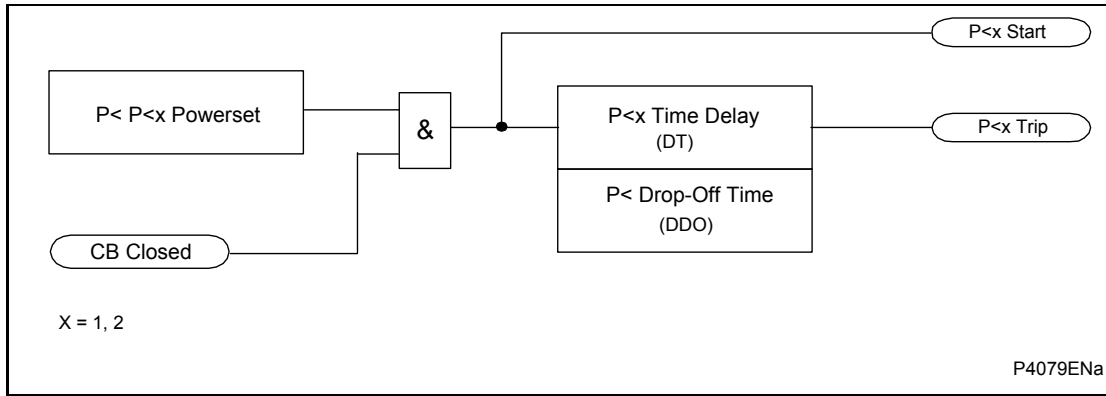 P<x Start
P< P<x Powerset
&
P<x Time Delay
(DT)
P<x Trip
P< Drop-Off Time
(DDO)
CB Closed
X = 1, 2
P4079ENa